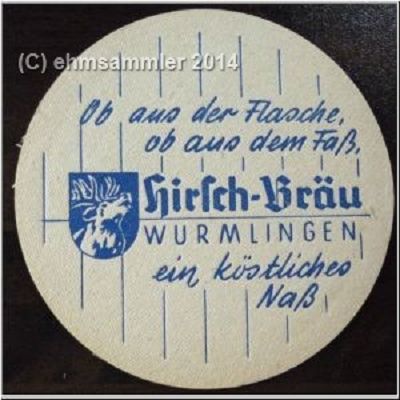 (C) ehmsammler 2014
Ob aus der Flasche,
ob aus dem Faß,
Hirsch-Bräu
WURMLINGEN
ein köstliches
Naß